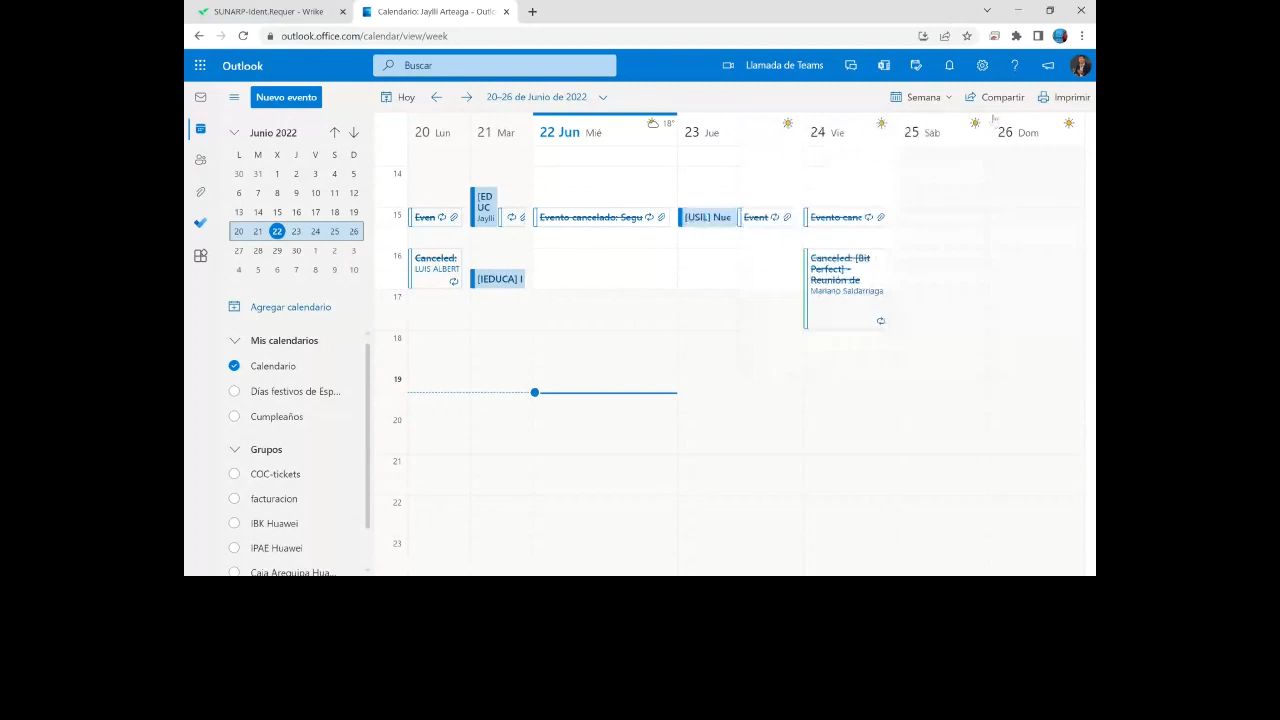 SUNARP-Ident.Requer - Wrike
Calendario: Jaylli Arteaga - Outlo
outlook.office.com/calendar/view/week
Outlook
Buscar
Llamada de Teams
Nuevo evento
Hoy
20–26 de Junio de 2022
Semana
Compartir
Imprimir
Junio 2022
L M X J V S D
30 31 1 2 3 4 5
6 7 8 9 10 11 12
13 14 15 16 17 18 19
20 21 22 23 24 25 26
27 28 29 30 1 2 3
4 5 6 7 8 9 10
Agregar calendario
Mis calendarios
Calendario
Días festivos de Esp...
Cumpleaños
Grupos
COC-tickets
facturacion
IBK Huawei
IPAE Huawei
Caja Arequipa Hua...
20 Lun
21 Mar
22 Jun Mié
18°
23 Jue
24 Vie
25 Sáb
26 Dom
14
[ED
UC
Jaylli
15
Even
Evento cancelado: Segu
[USIL] Nue
Event
Evento canc
16
Canceled:
LUIS ALBERT
[IEDUCA] I
Canceled: [Bit
Perfect] -
Reunión de
Mariano Saldarriaga
17
18
19
20
21
22
23